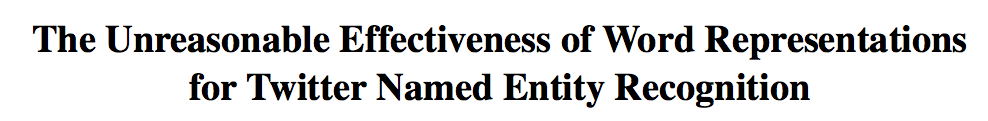 The Unreasonable Effectiveness of Word Representations
for Twitter Named Entity Recognition